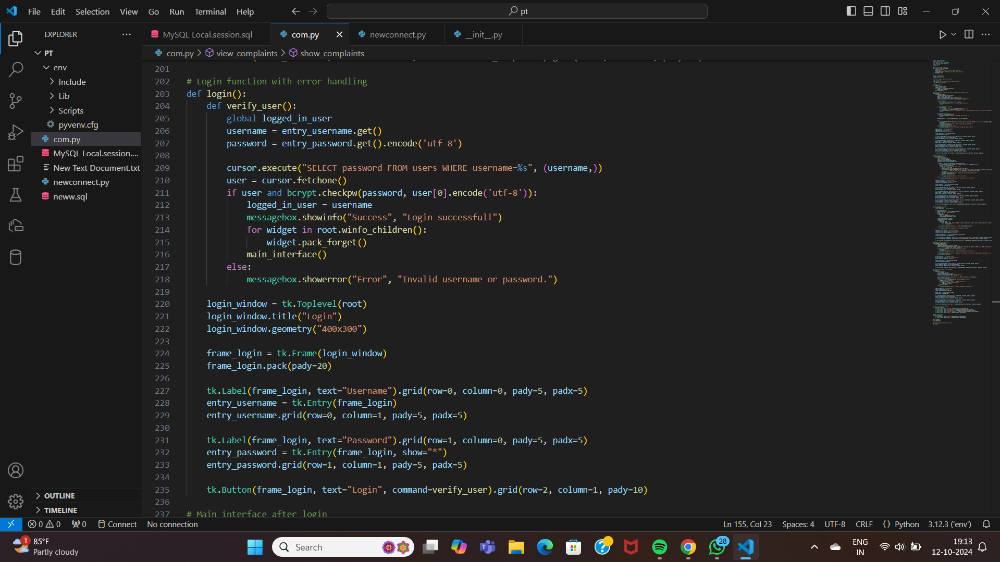 File Edit Selection View Go Run Terminal Help
pt
EXPLORER
PT
env
Include
Lib
Scripts
pyvenv.cfg
com.py
MySQL Local.session....
New Text Document.txt
newconnect.py
neww.sql
OUTLINE
TIMELINE
MySQL Local.session.sql
com.py
newconnect.py
__init__.py
com.py > view_complaints > show_complaints
201
202 # Login function with error handling
203 def login():
204     def verify_user():
205         global logged_in_user
206         username = entry_username.get()
207         password = entry_password.get().encode('utf-8')
208
209         cursor.execute("SELECT password FROM users WHERE username=%s", (username,))
210         user = cursor.fetchone()
211         if user and bcrypt.checkpw(password, user[0].encode('utf-8')):
212             logged_in_user = username
213             messagebox.showinfo("Success", "Login successful!")
214             for widget in root.winfo_children():
215                 widget.pack_forget()
216             main_interface()
217         else:
218             messagebox.showerror("Error", "Invalid username or password.")
219
220     login_window = tk.Toplevel(root)
221     login_window.title("Login")
222     login_window.geometry("400x300")
223
224     frame_login = tk.Frame(login_window)
225     frame_login.pack(pady=20)
226
227     tk.Label(frame_login, text="Username").grid(row=0, column=0, pady=5, padx=5)
228     entry_username = tk.Entry(frame_login)
229     entry_username.grid(row=0, column=1, pady=5, padx=5)
230
231     tk.Label(frame_login, text="Password").grid(row=1, column=0, pady=5, padx=5)
232     entry_password = tk.Entry(frame_login, show="*")
233     entry_password.grid(row=1, column=1, pady=5, padx=5)
234
235     tk.Button(frame_login, text="Login", command=verify_user).grid(row=2, column=1, pady=10)
236
237 # Main interface after login
0 0 0 Connect No connection
Ln 155, Col 23 Spaces: 4 UTF-8 CRLF {} Python 3.12.3 ('env')
1
85°F
Partly cloudy
Search
28
ENG
IN
19:13
12-10-2024